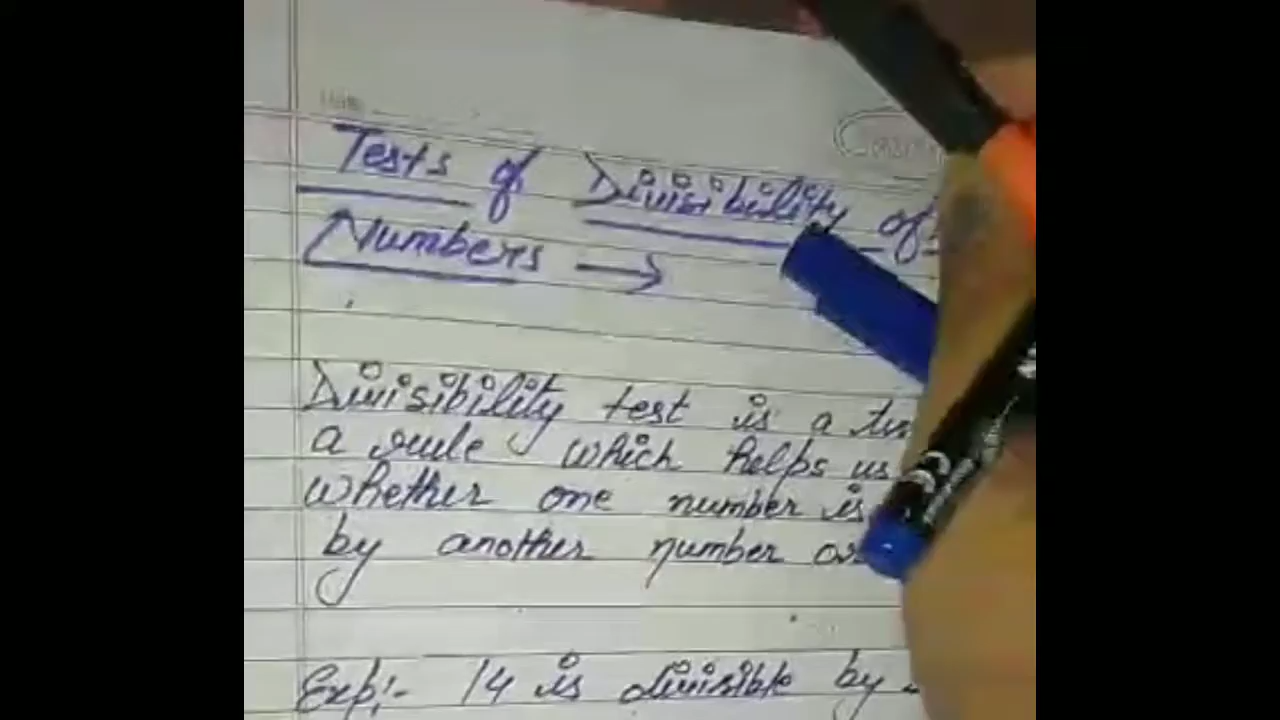 Tests of Divisibility of
Numbers →
Divisibility test is a
a rule which helps us
whether one number is
by another number or
Exp:- 14 is divisible by